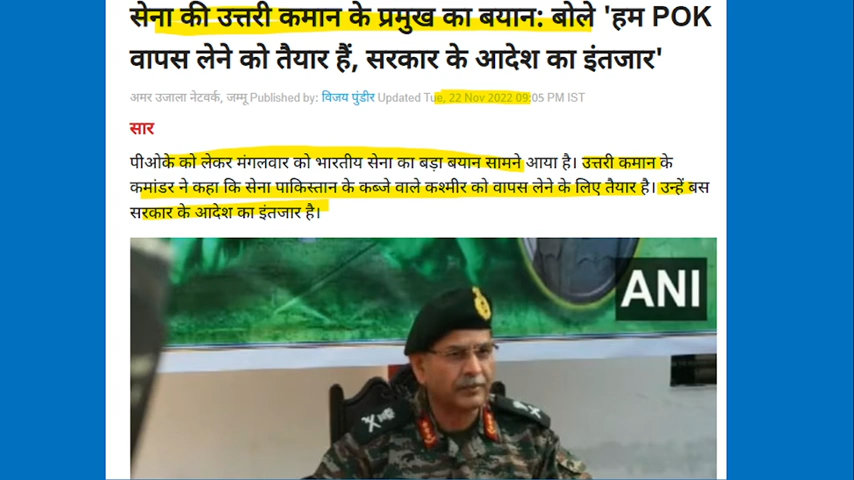 सेना की उत्तरी कमान के प्रमुख का बयान: बोले 'हम POK
वापस लेने को तैयार हैं, सरकार के आदेश का इंतजार'
अमर उजाला नेटवर्क, जम्मू Published by: विजय पुंडीर Updated Tue, 22 Nov 2022 09:05 PM IST
सार
पीओके को लेकर मंगलवार को भारतीय सेना का बड़ा बयान सामने आया है। उत्तरी कमान के
कमांडर ने कहा कि सेना पाकिस्तान के कब्जे वाले कश्मीर को वापस लेने के लिए तैयार है। उन्हें बस
सरकार के आदेश का इंतजार है।
ANI